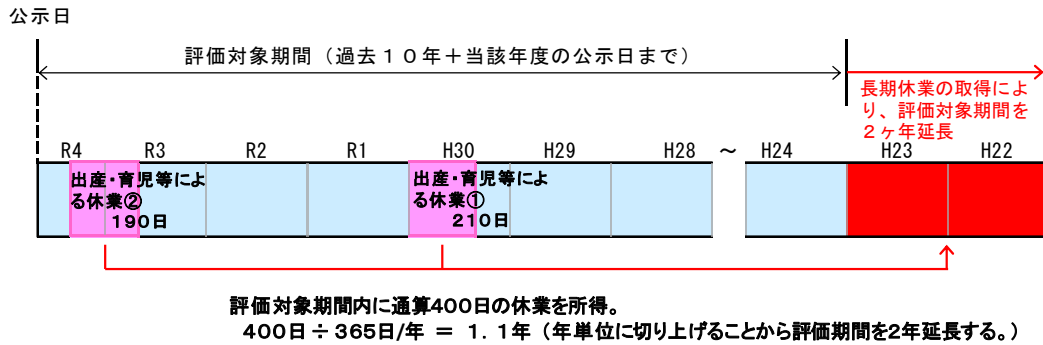 公示日
評価対象期間（過去１０年＋当該年度の公示日まで）
長期休業の取得によ
り、評価対象期間を
２ヶ年延長
R4 R3 R2 R1 H30 H29 H28 ～ H24 H23 H22
出産・育児等によ
る休業②
190日
出産・育児等によ
る休業①
210日
評価対象期間内に通算400日の休業を所得。
400日÷365日/年 ＝ 1.1年（年単位に切り上げることから評価期間を2年延長する。）